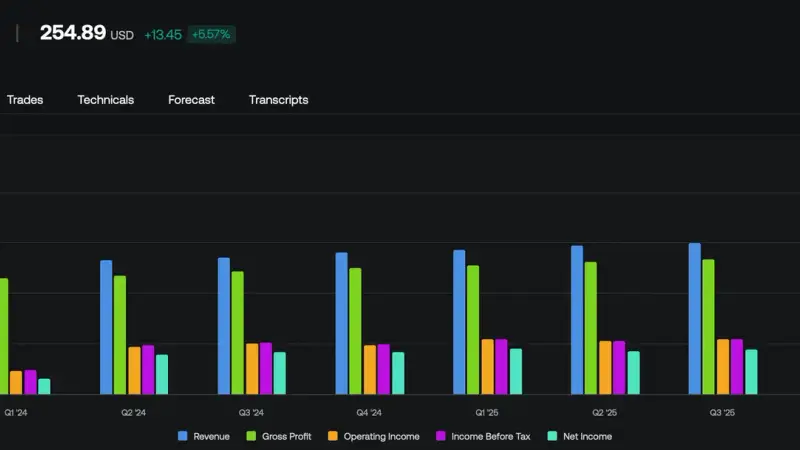 254.89 USD +13.45 +5.57%
Trades Technicals Forecast Transcripts
Q1 '24 Q2 '24 Q3 '24 Q4 '24 Q1 '25 Q2 '25 Q3 '25
Revenue Gross Profit Operating Income Income Before Tax Net Income